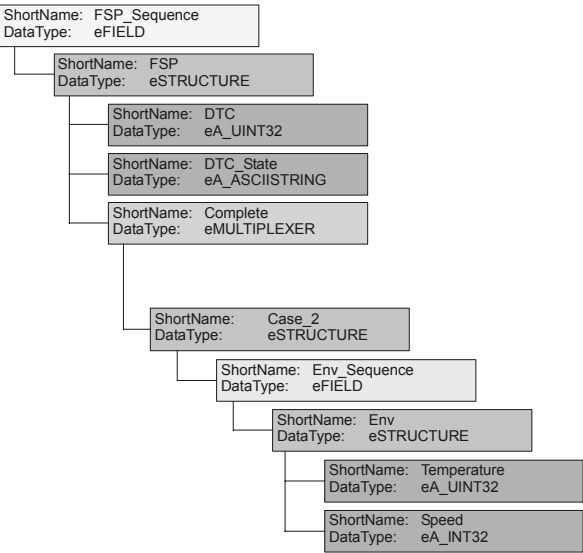 ShortName: FSP_Sequence
DataType: eFIELD
ShortName: FSP
DataType: eSTRUCTURE
ShortName: DTC
DataType: eA_UINT32
ShortName: DTC_State
DataType: eA_ASCIISTRING
ShortName: Complete
DataType: eMULTIPLEXER
ShortName: Case_2
DataType: eSTRUCTURE
ShortName: Env_Sequence
DataType: eFIELD
ShortName: Env
DataType: eSTRUCTURE
ShortName: Temperature
DataType: eA_UINT32
ShortName: Speed
DataType: eA_INT32